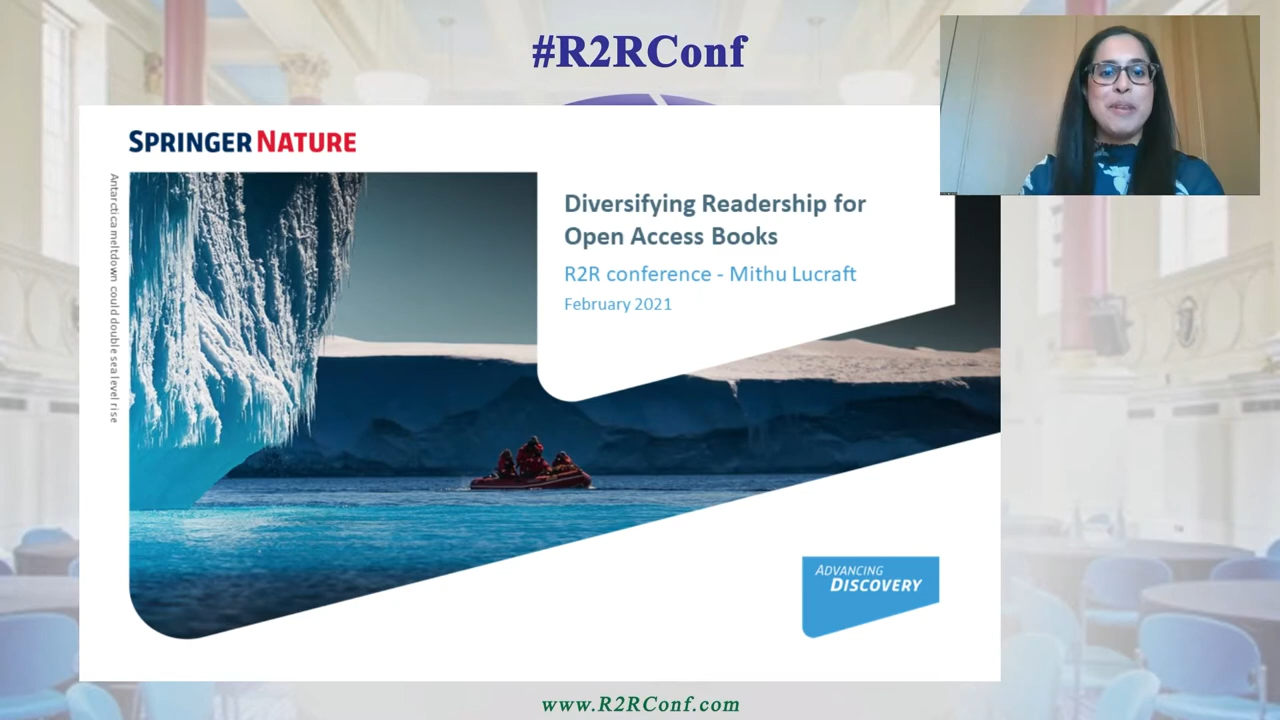 #R2RConf
SPRINGER NATURE
Antarctica meltdown could double sea level rise
Diversifying Readership for
Open Access Books
R2R conference - Mithu Lucraft
February 2021
ADVANCING
DISCOVERY
www.R2RConf.com